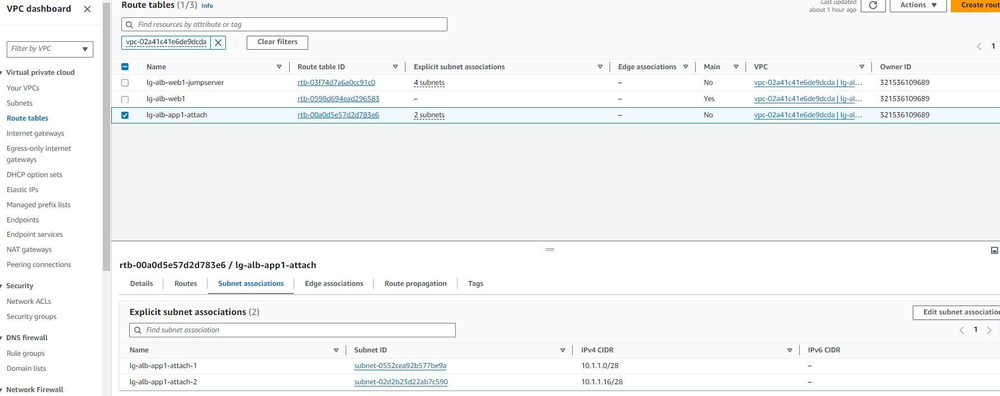 VPC dashboard
Filter by VPC
Virtual private cloud
Your VPCs
Subnets
Route tables
Internet gateways
Egress-only internet
gateways
DHCP option sets
Elastic IPs
Managed prefix lists
Endpoints
Endpoint services
NAT gateways
Peering connections
Security
Network ACLs
Security groups
DNS firewall
Rule groups
Domain lists
Network Firewall
Route tables (1/3) Info
Last updated
about 1 hour ago
Actions
Create rout
Find resources by attribute or tag
vpc-02a41c41e6de9dcda
Clear filters
1
Name Route table ID Explicit subnet associations Edge associations Main VPC Owner ID
lg-alb-web1-jumpserver rtb-03f74d7a6a0cc91c0 4 subnets – No vpc-02a41c41e6de9dcda | lg-al... 321536109689
lg-alb-web1 rtb-0598d694ead296583 – – Yes vpc-02a41c41e6de9dcda | lg-al... 321536109689
lg-alb-app1-attach rtb-00a0d5e57d2d783e6 2 subnets – No vpc-02a41c41e6de9dcda | lg-al... 321536109689
rtb-00a0d5e57d2d783e6 / lg-alb-app1-attach
Details Routes Subnet associations Edge associations Route propagation Tags
Explicit subnet associations (2)
Edit subnet association
Find subnet association
1
Name Subnet ID IPv4 CIDR IPv6 CIDR
lg-alb-app1-attach-1 subnet-0552cea92b577be9a 10.1.1.0/28 –
lg-alb-app1-attach-2 subnet-02d2b23d22ab7c590 10.1.1.16/28 –